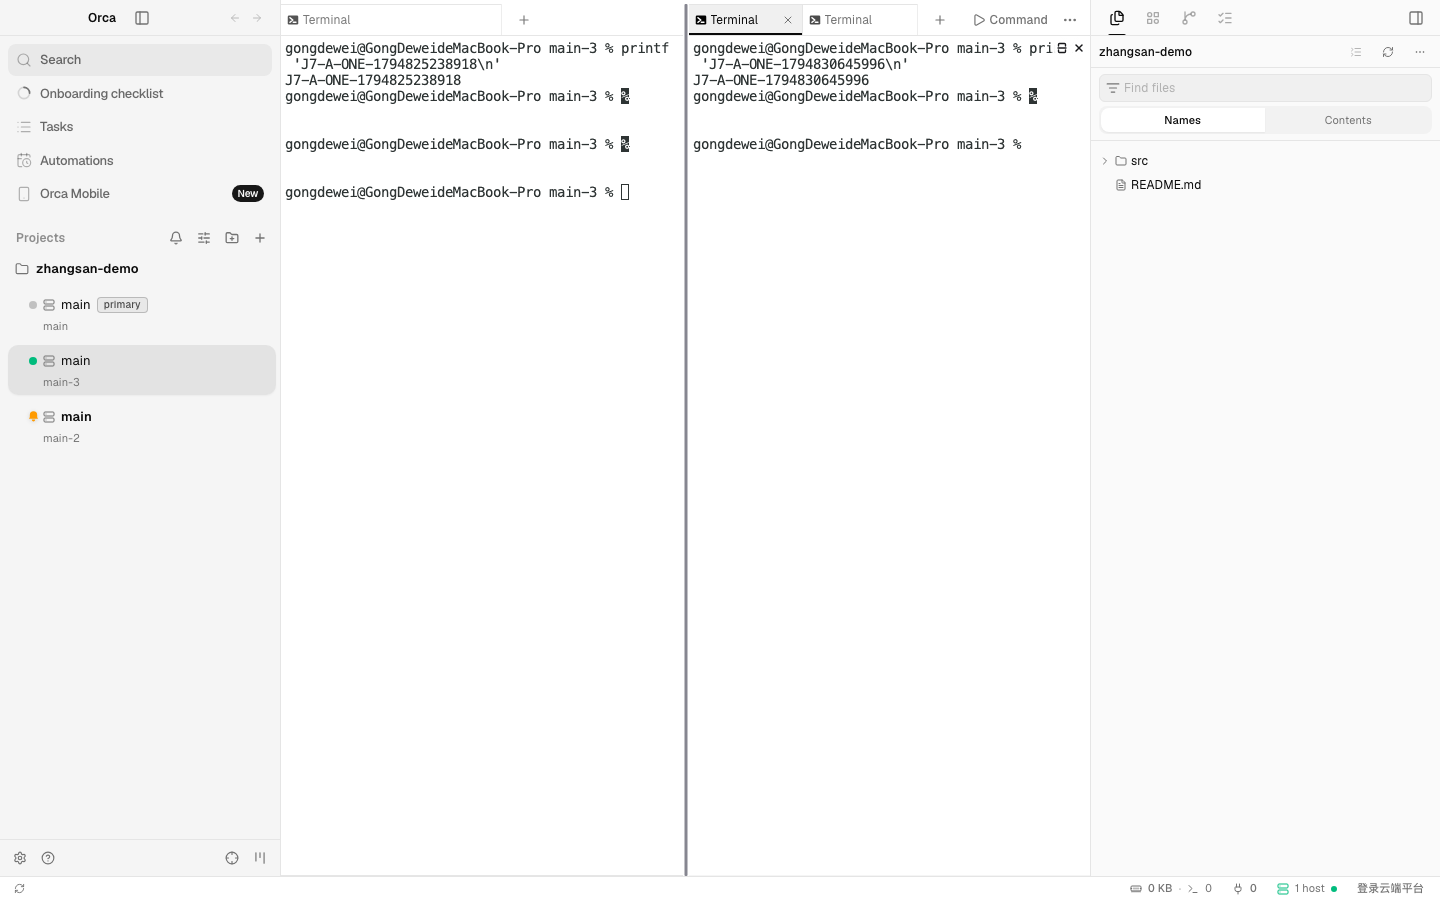 Orca
Search
Onboarding checklist
Tasks
Automations
Orca Mobile
New
Projects
zhangsan-demo
main primary
main
main
main-3
main
main-2
Terminal
gongdewei@GongDeweideMacBook-Pro main-3 % printf
'J7-A-ONE-1794825238918\n'
J7-A-ONE-1794825238918
gongdewei@GongDeweideMacBook-Pro main-3 % %
gongdewei@GongDeweideMacBook-Pro main-3 % %
gongdewei@GongDeweideMacBook-Pro main-3 %
Terminal
Terminal
Command
gongdewei@GongDeweideMacBook-Pro main-3 % pri
'J7-A-ONE-1794830645996\n'
J7-A-ONE-1794830645996
gongdewei@GongDeweideMacBook-Pro main-3 % %
gongdewei@GongDeweideMacBook-Pro main-3 %
zhangsan-demo
Find files
Names
Contents
src
README.md
0 KB · 0
0
1 host
登录云端平台